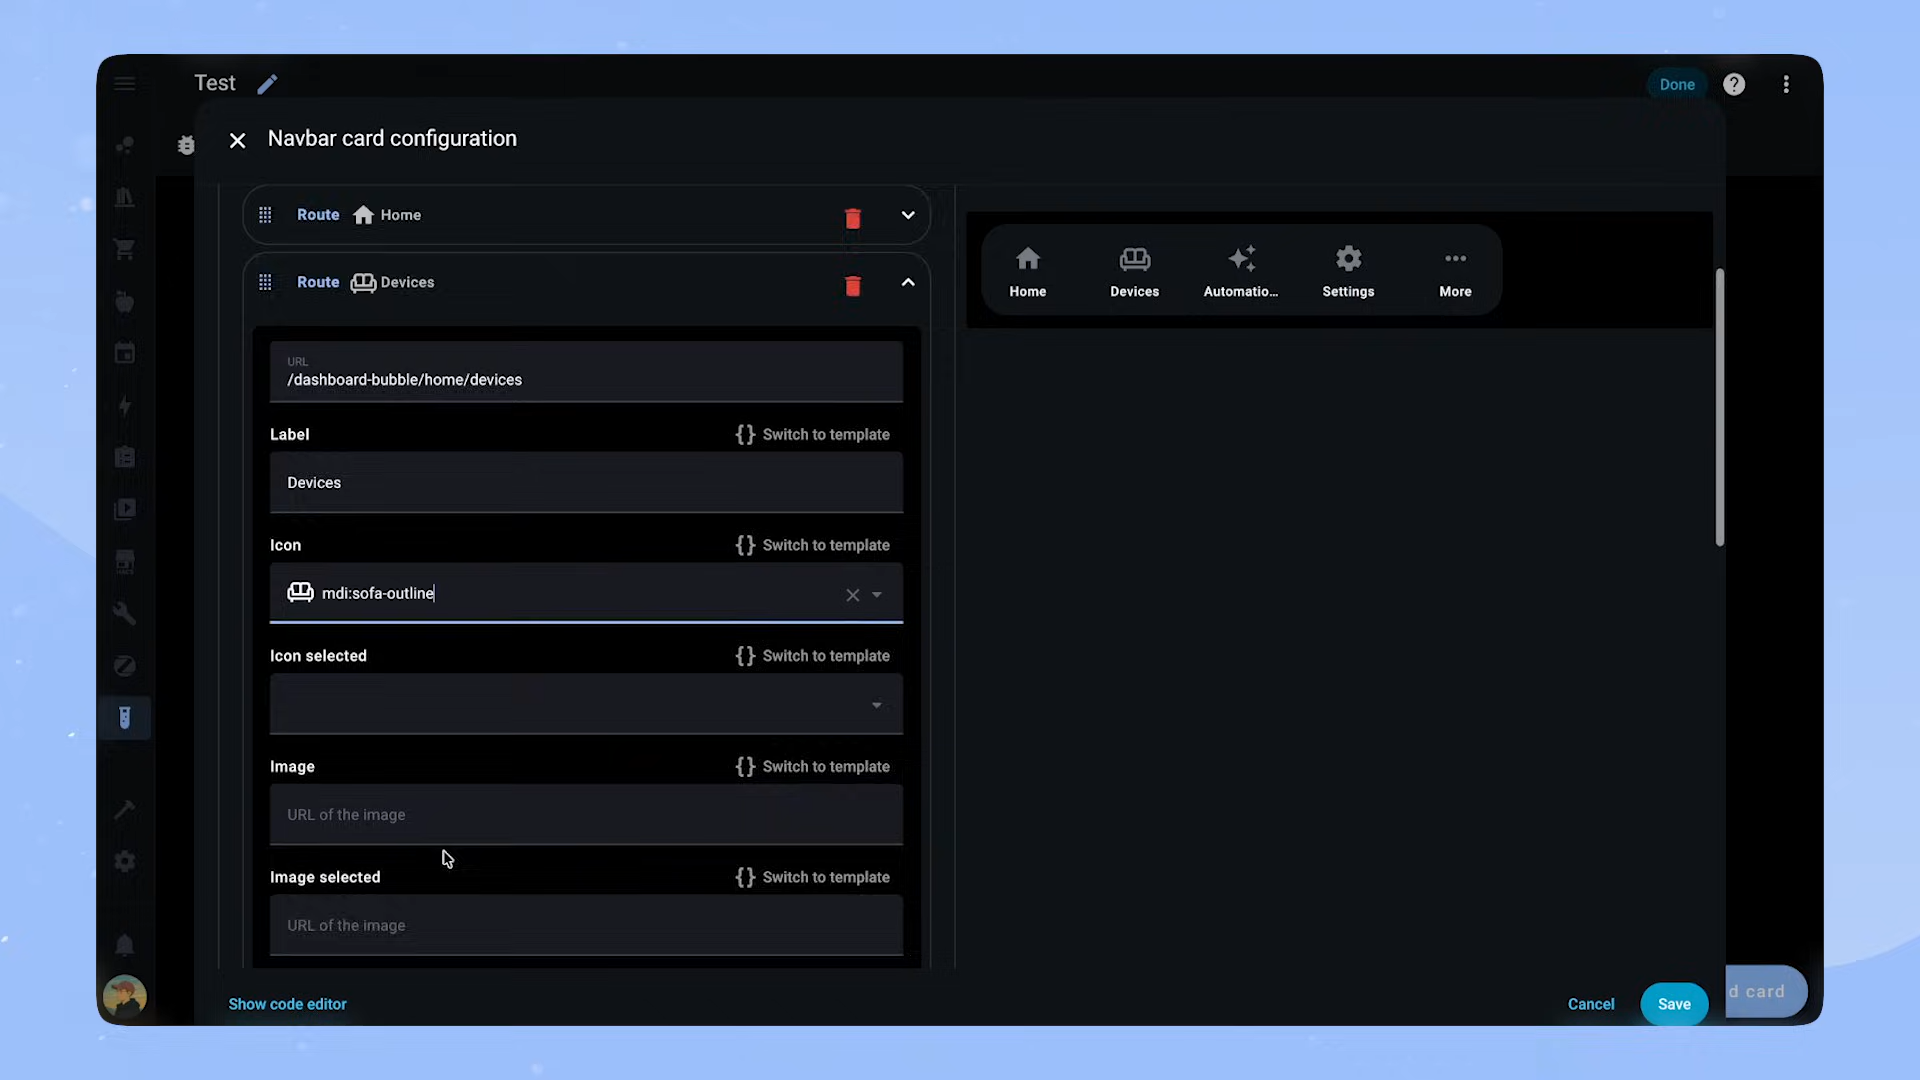 Test
Done
Navbar card configuration
Route Home
Route Devices
URL
/dashboard-bubble/home/devices
Label
Switch to template
Devices
Icon
Switch to template
mdi:sofa-outline
Icon selected
Switch to template
Image
Switch to template
URL of the image
Image selected
Switch to template
URL of the image
Home
Devices
Automatio...
Settings
More
Show code editor
Cancel
Save
d card